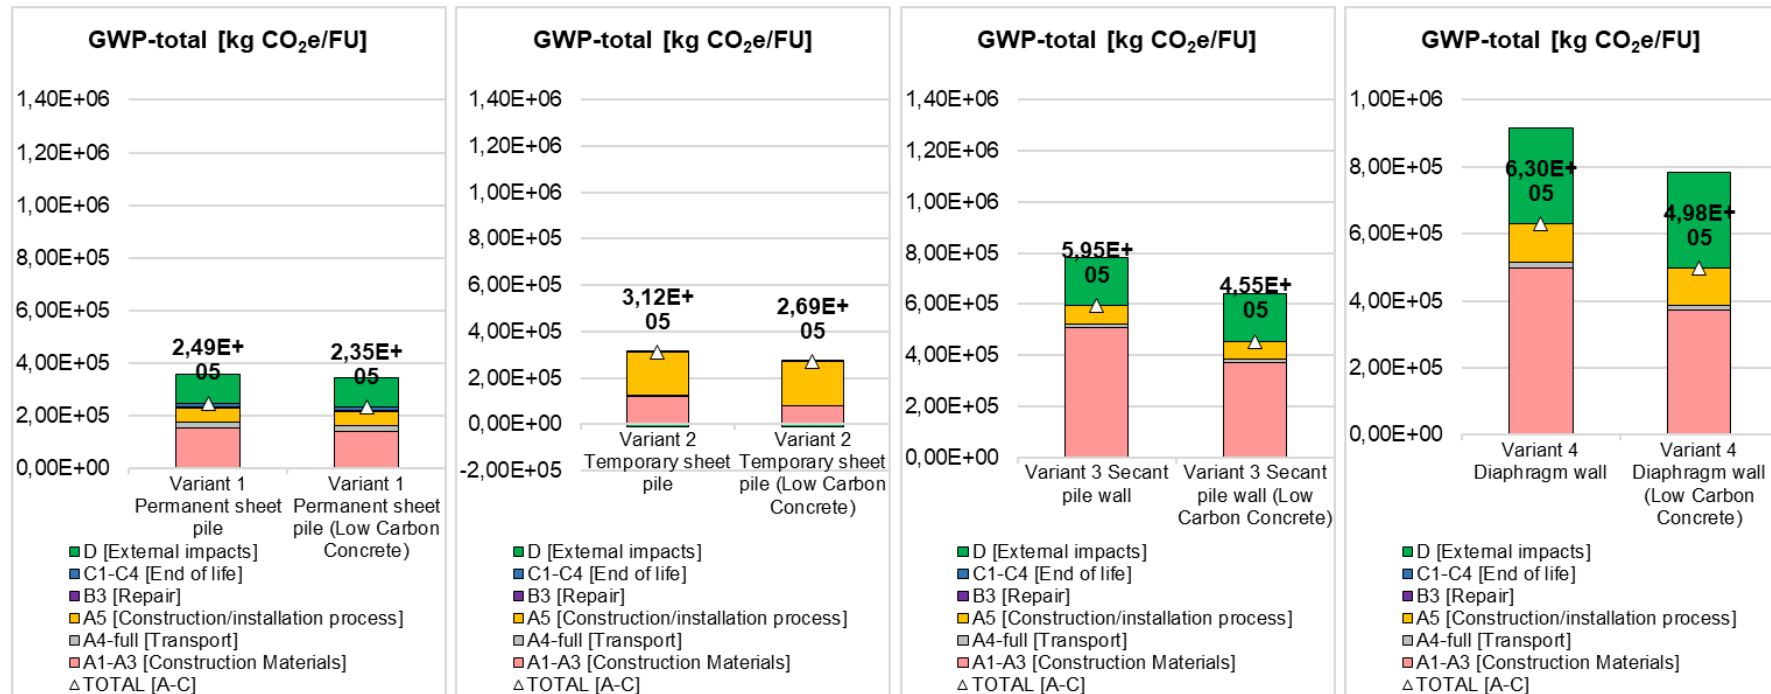 GWP-total [kg CO₂e/FU]
1,40E+06
1,20E+06
1,00E+06
8,00E+05
6,00E+05
4,00E+05
2,00E+05
0,00E+00
2,49E+
05
2,35E+
05
Variant 1
Permanent sheet
pile
Variant 1
Permanent sheet
pile (Low Carbon
Concrete)
D [External impacts]
C1-C4 [End of life]
B3 [Repair]
A5 [Construction/installation process]
A4-full [Transport]
A1-A3 [Construction Materials]
TOTAL [A-C]
GWP-total [kg CO₂e/FU]
1,40E+06
1,20E+06
1,00E+06
8,00E+05
6,00E+05
4,00E+05
2,00E+05
0,00E+00
-2,00E+05
3,12E+
05
2,69E+
05
Variant 2
Temporary sheet
pile
Variant 2
Temporary sheet
pile (Low Carbon
Concrete)
D [External impacts]
C1-C4 [End of life]
B3 [Repair]
A5 [Construction/installation process]
A4-full [Transport]
A1-A3 [Construction Materials]
TOTAL [A-C]
GWP-total [kg CO₂e/FU]
1,40E+06
1,20E+06
1,00E+06
8,00E+05
6,00E+05
4,00E+05
2,00E+05
0,00E+00
5,95E+
05
4,55E+
05
Variant 3 Secant
pile wall
Variant 3 Secant
pile wall (Low
Carbon Concrete)
D [External impacts]
C1-C4 [End of life]
B3 [Repair]
A5 [Construction/installation process]
A4-full [Transport]
A1-A3 [Construction Materials]
TOTAL [A-C]
GWP-total [kg CO₂e/FU]
1,00E+06
8,00E+05
6,00E+05
4,00E+05
2,00E+05
0,00E+00
6,30E+
05
4,98E+
05
Variant 4
Diaphragm wall
Variant 4
Diaphragm wall
(Low Carbon
Concrete)
D [External impacts]
C1-C4 [End of life]
B3 [Repair]
A5 [Construction/installation process]
A4-full [Transport]
A1-A3 [Construction Materials]
TOTAL [A-C]